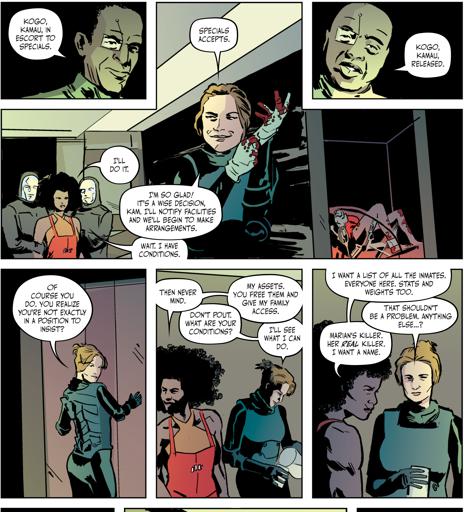 KOGO,
KAMAU, IN
ESCORT TO
SPECIALS.
SPECIALS
ACCEPTS.
KOGO,
KAMAU,
RELEASED.
I'LL
DO IT.
I'M SO GLAD!
IT'S A WISE DECISION,
KAM. I'LL NOTIFY FACILITIES
AND WE'LL BEGIN TO MAKE
ARRANGEMENTS.
WAIT. I HAVE
CONDITIONS.
OF
COURSE YOU
DO. YOU REALIZE
YOU'RE NOT EXACTLY
IN A POSITION TO
INSIST?
THEN NEVER
MIND.
DON'T POUT.
WHAT ARE YOUR
CONDITIONS?
MY ASSETS.
YOU FREE THEM AND
GIVE MY FAMILY
ACCESS.
I'LL SEE
WHAT I CAN
DO.
I WANT A LIST OF ALL THE INMATES.
EVERYONE HERE. STATS AND
WEIGHTS TOO.
THAT SHOULDN'T
BE A PROBLEM. ANYTHING
ELSE...?
MARIAN'S KILLER.
HER REAL KILLER.
I WANT A NAME.